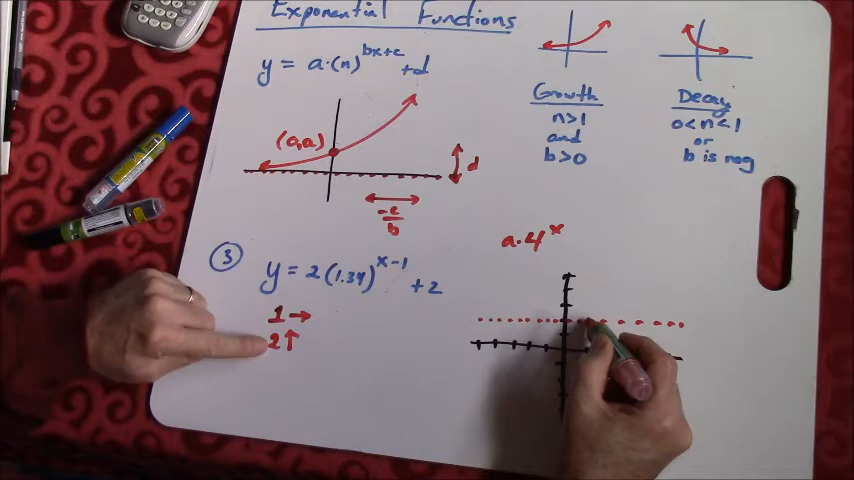 Exponential Functions
y = a·(n)^(bx+c) + d
Growth
n>1
and
b>0
Decay
0<n<1
or
b is neg
(0,a)
d
-c/b
a·4^x
③ y = 2(1.34)^(x-1) + 2
1 →
2 ↑